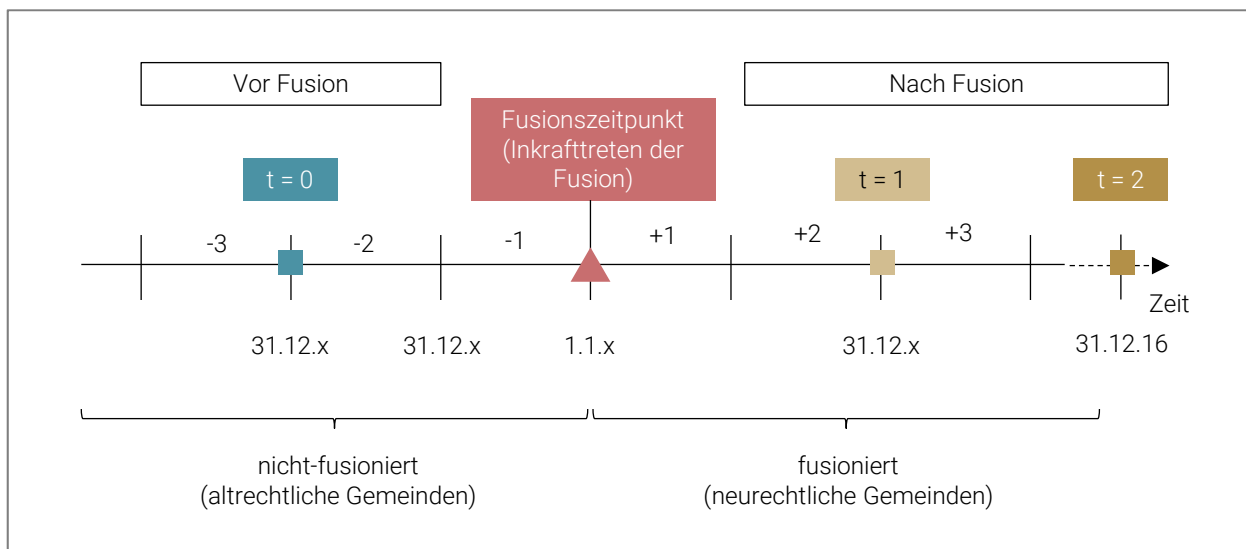 Vor Fusion
Nach Fusion
Fusionszeitpunkt
(Inkrafttreten der
Fusion)
t = 0
t = 1
t = 2
-3
-2
-1
+1
+2
+3
Zeit
31.12.x
31.12.x
1.1.x
31.12.x
31.12.16
nicht-fusioniert
(altrechtliche Gemeinden)
fusioniert
(neurechtliche Gemeinden)